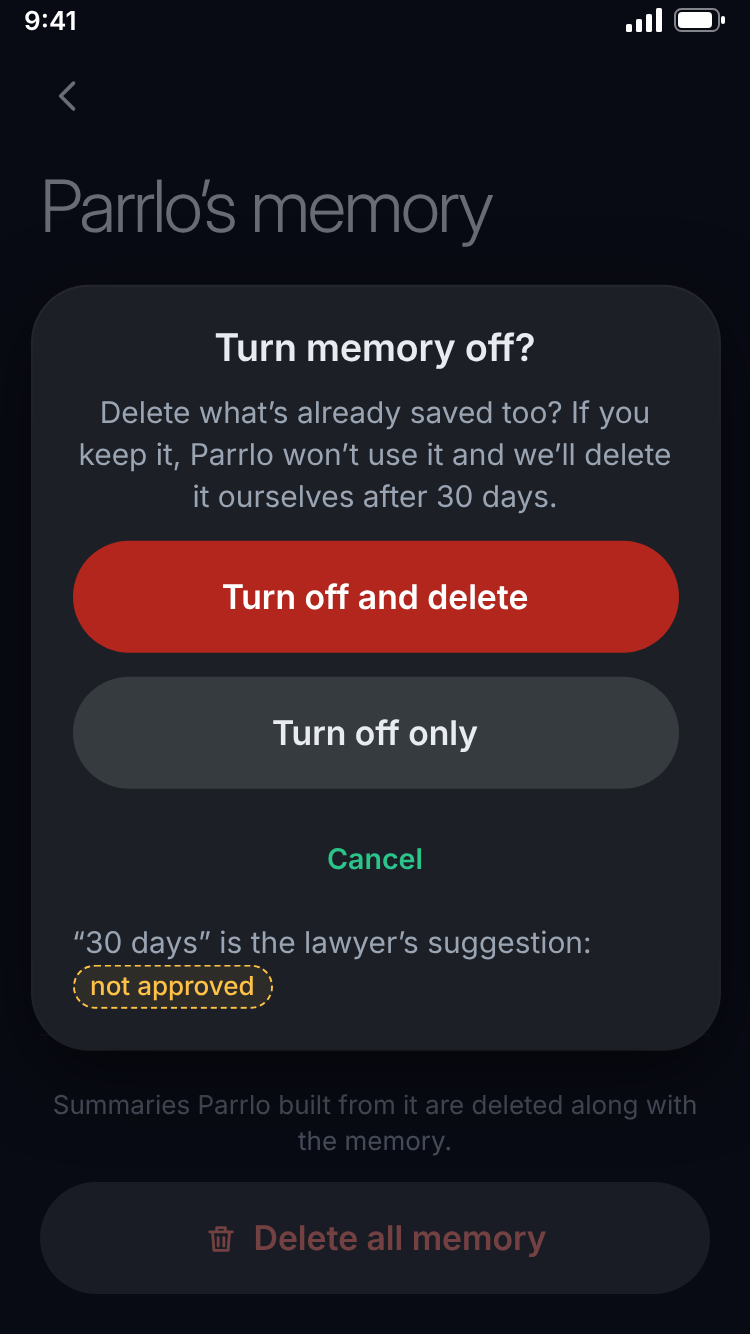 9:41
Parrlo’s memory
Turn memory off?
Delete what’s already saved too? If you
keep it, Parrlo won’t use it and we’ll delete
it ourselves after 30 days.
Turn off and delete
Turn off only
Cancel
“30 days” is the lawyer’s suggestion:
not approved
Summaries Parrlo built from it are deleted along with
the memory.
Delete all memory